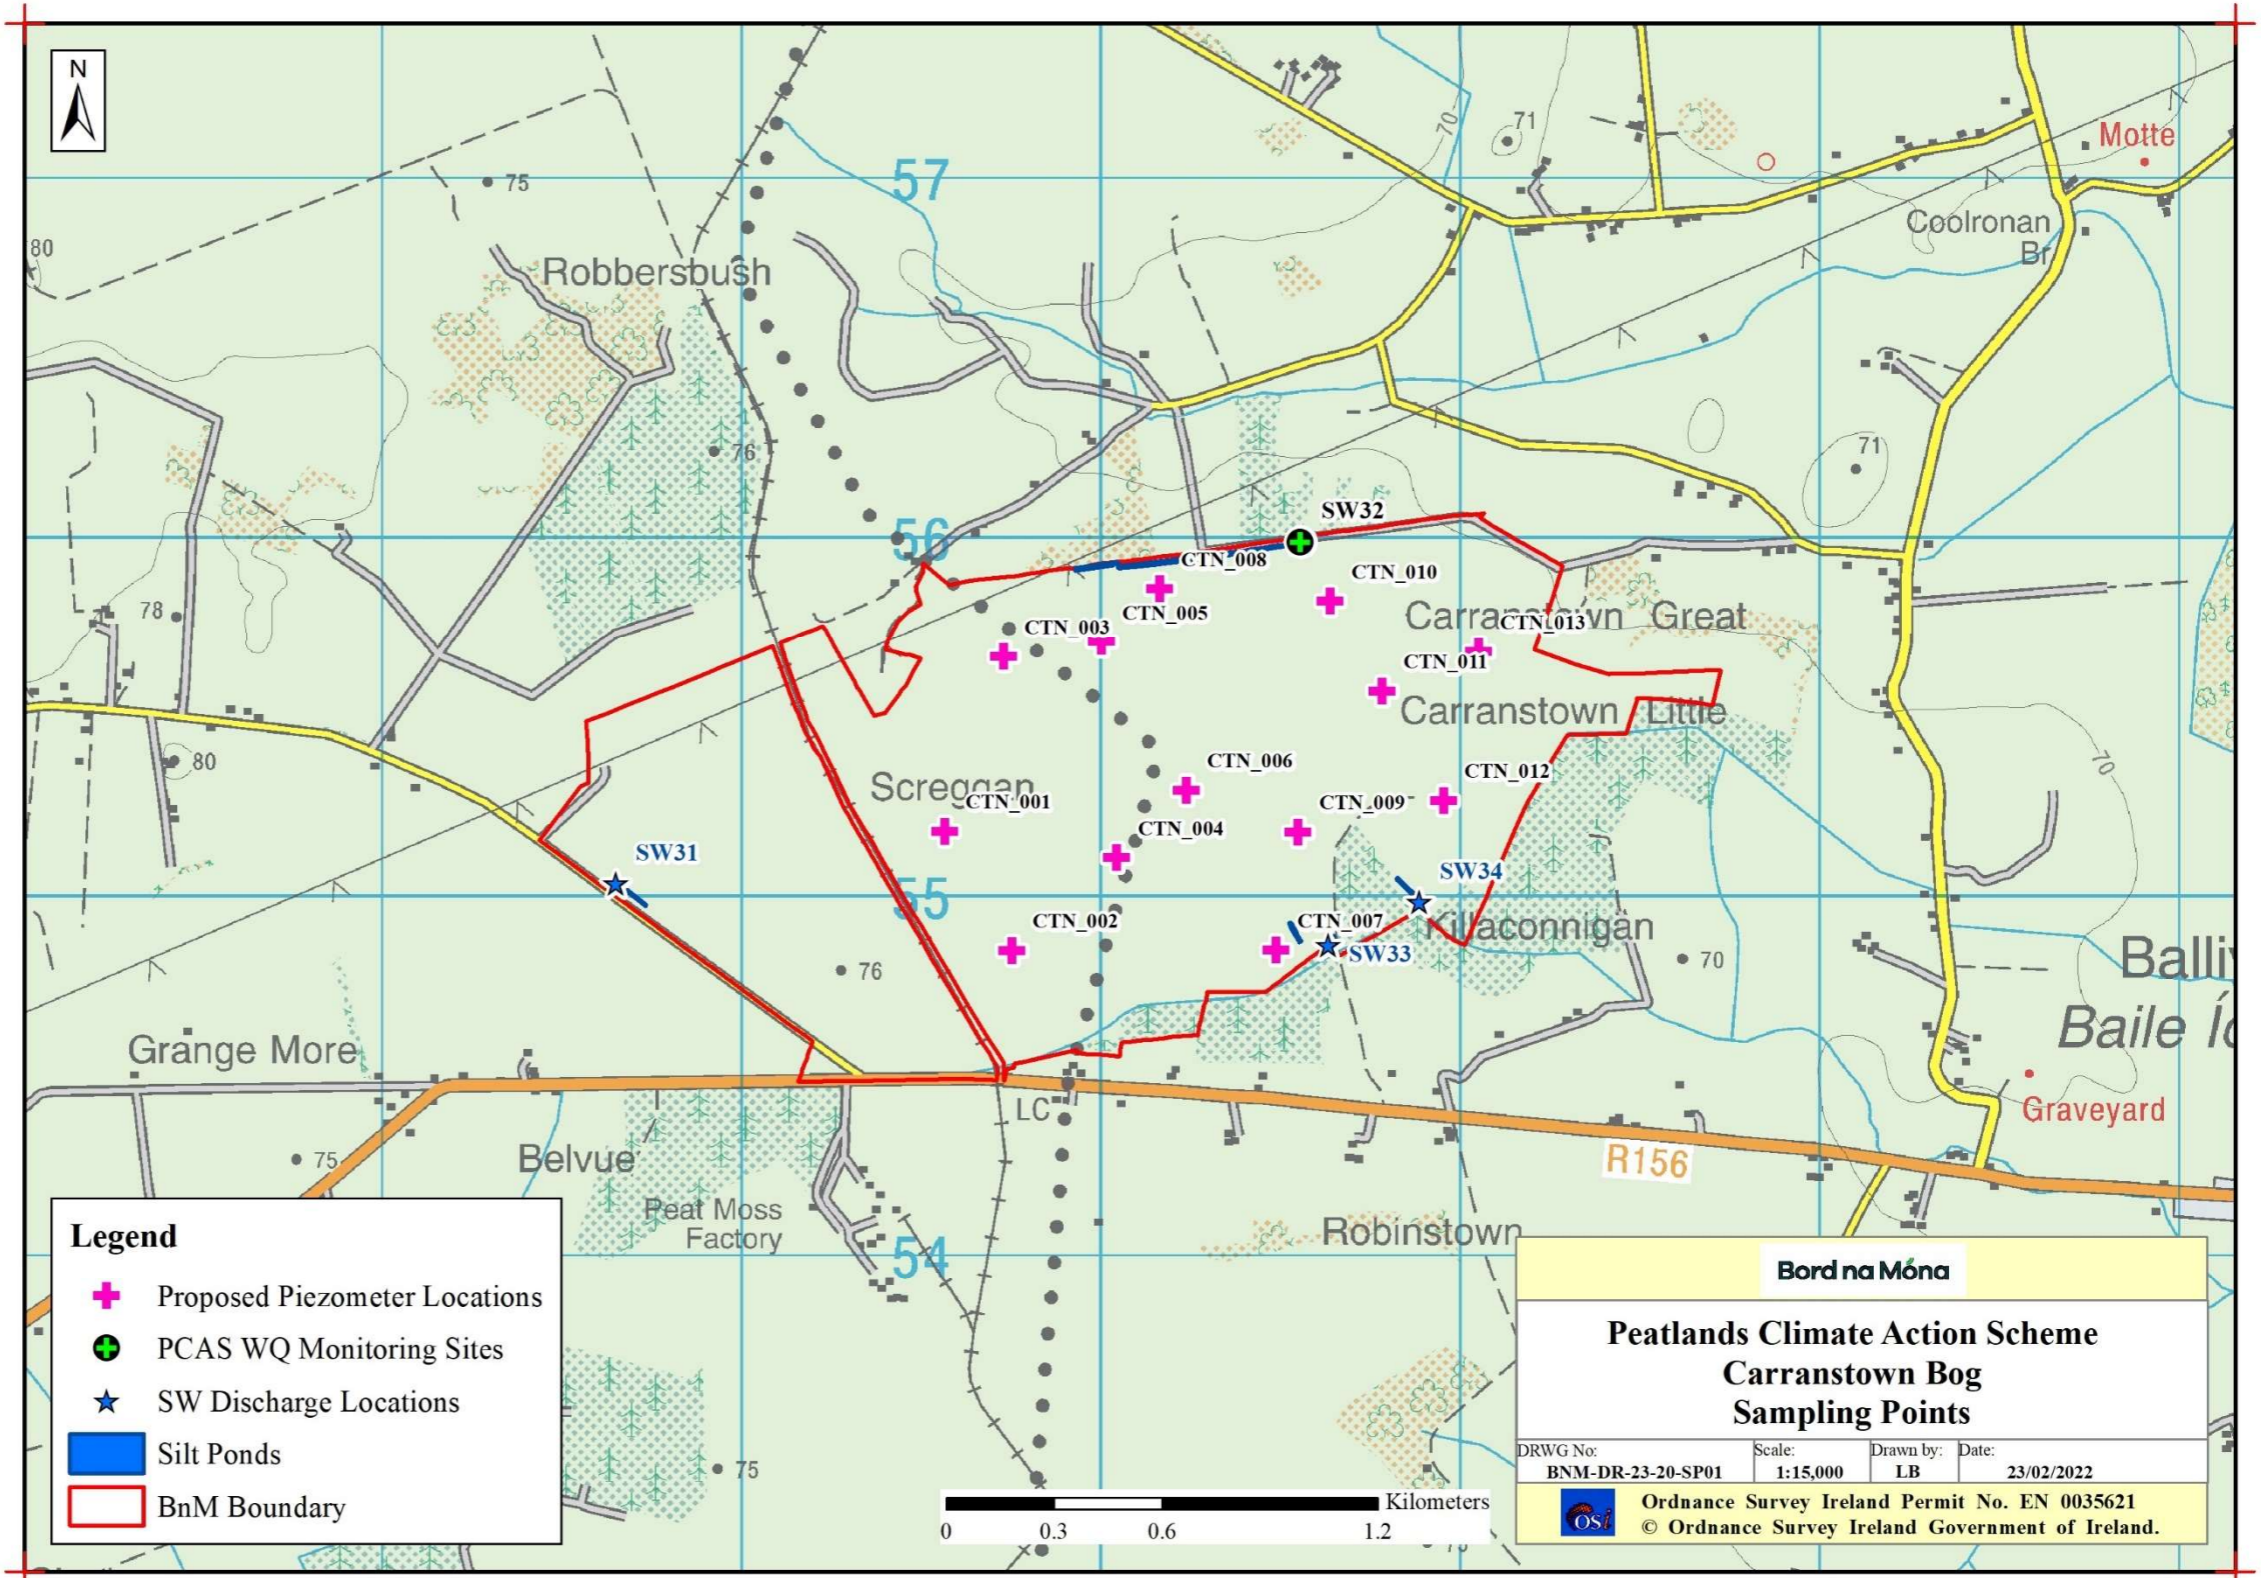 N
57
71
70
Motte
75
Coolronan
Br
80
Robbersbush
76
71
SW32
56
CTN_008
CTN_010
78
CTN_005
CTN_003
Carranstown Great
CTN_013
CTN_011
Carranstown Little
80
CTN_006
70
CTN_012
Screggan
CTN_001
CTN_009
CTN_004
SW31
SW34
55
CTN_002
CTN_007
Killaconnigan
SW33
76
70
Balli
Baile
Grange More
LC
Graveyard
75
Belvue
R156
Peat Moss
Factory
Robinstown
54
75
Legend
Proposed Piezometer Locations
PCAS WQ Monitoring Sites
SW Discharge Locations
Silt Ponds
BnM Boundary
Kilometers
0 0.3 0.6 1.2
Bord na Móna
Peatlands Climate Action Scheme
Carranstown Bog
Sampling Points
DRWG No: Scale: Drawn by: Date:
BNM-DR-23-20-SP01 1:15,000 LB 23/02/2022
OSi
Ordnance Survey Ireland Permit No. EN 0035621
© Ordnance Survey Ireland Government of Ireland.